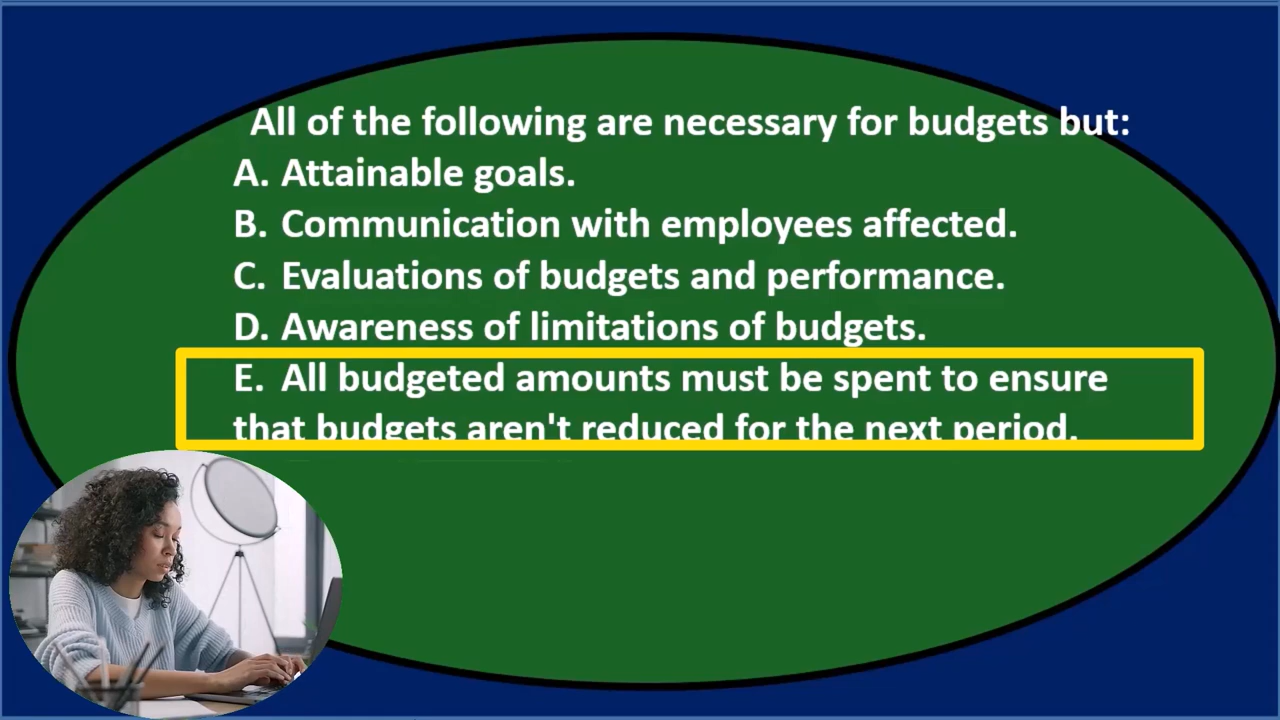 All of the following are necessary for budgets but:
A. Attainable goals.
B. Communication with employees affected.
C. Evaluations of budgets and performance.
D. Awareness of limitations of budgets.
E. All budgeted amounts must be spent to ensure
that budgets aren't reduced for the next period.